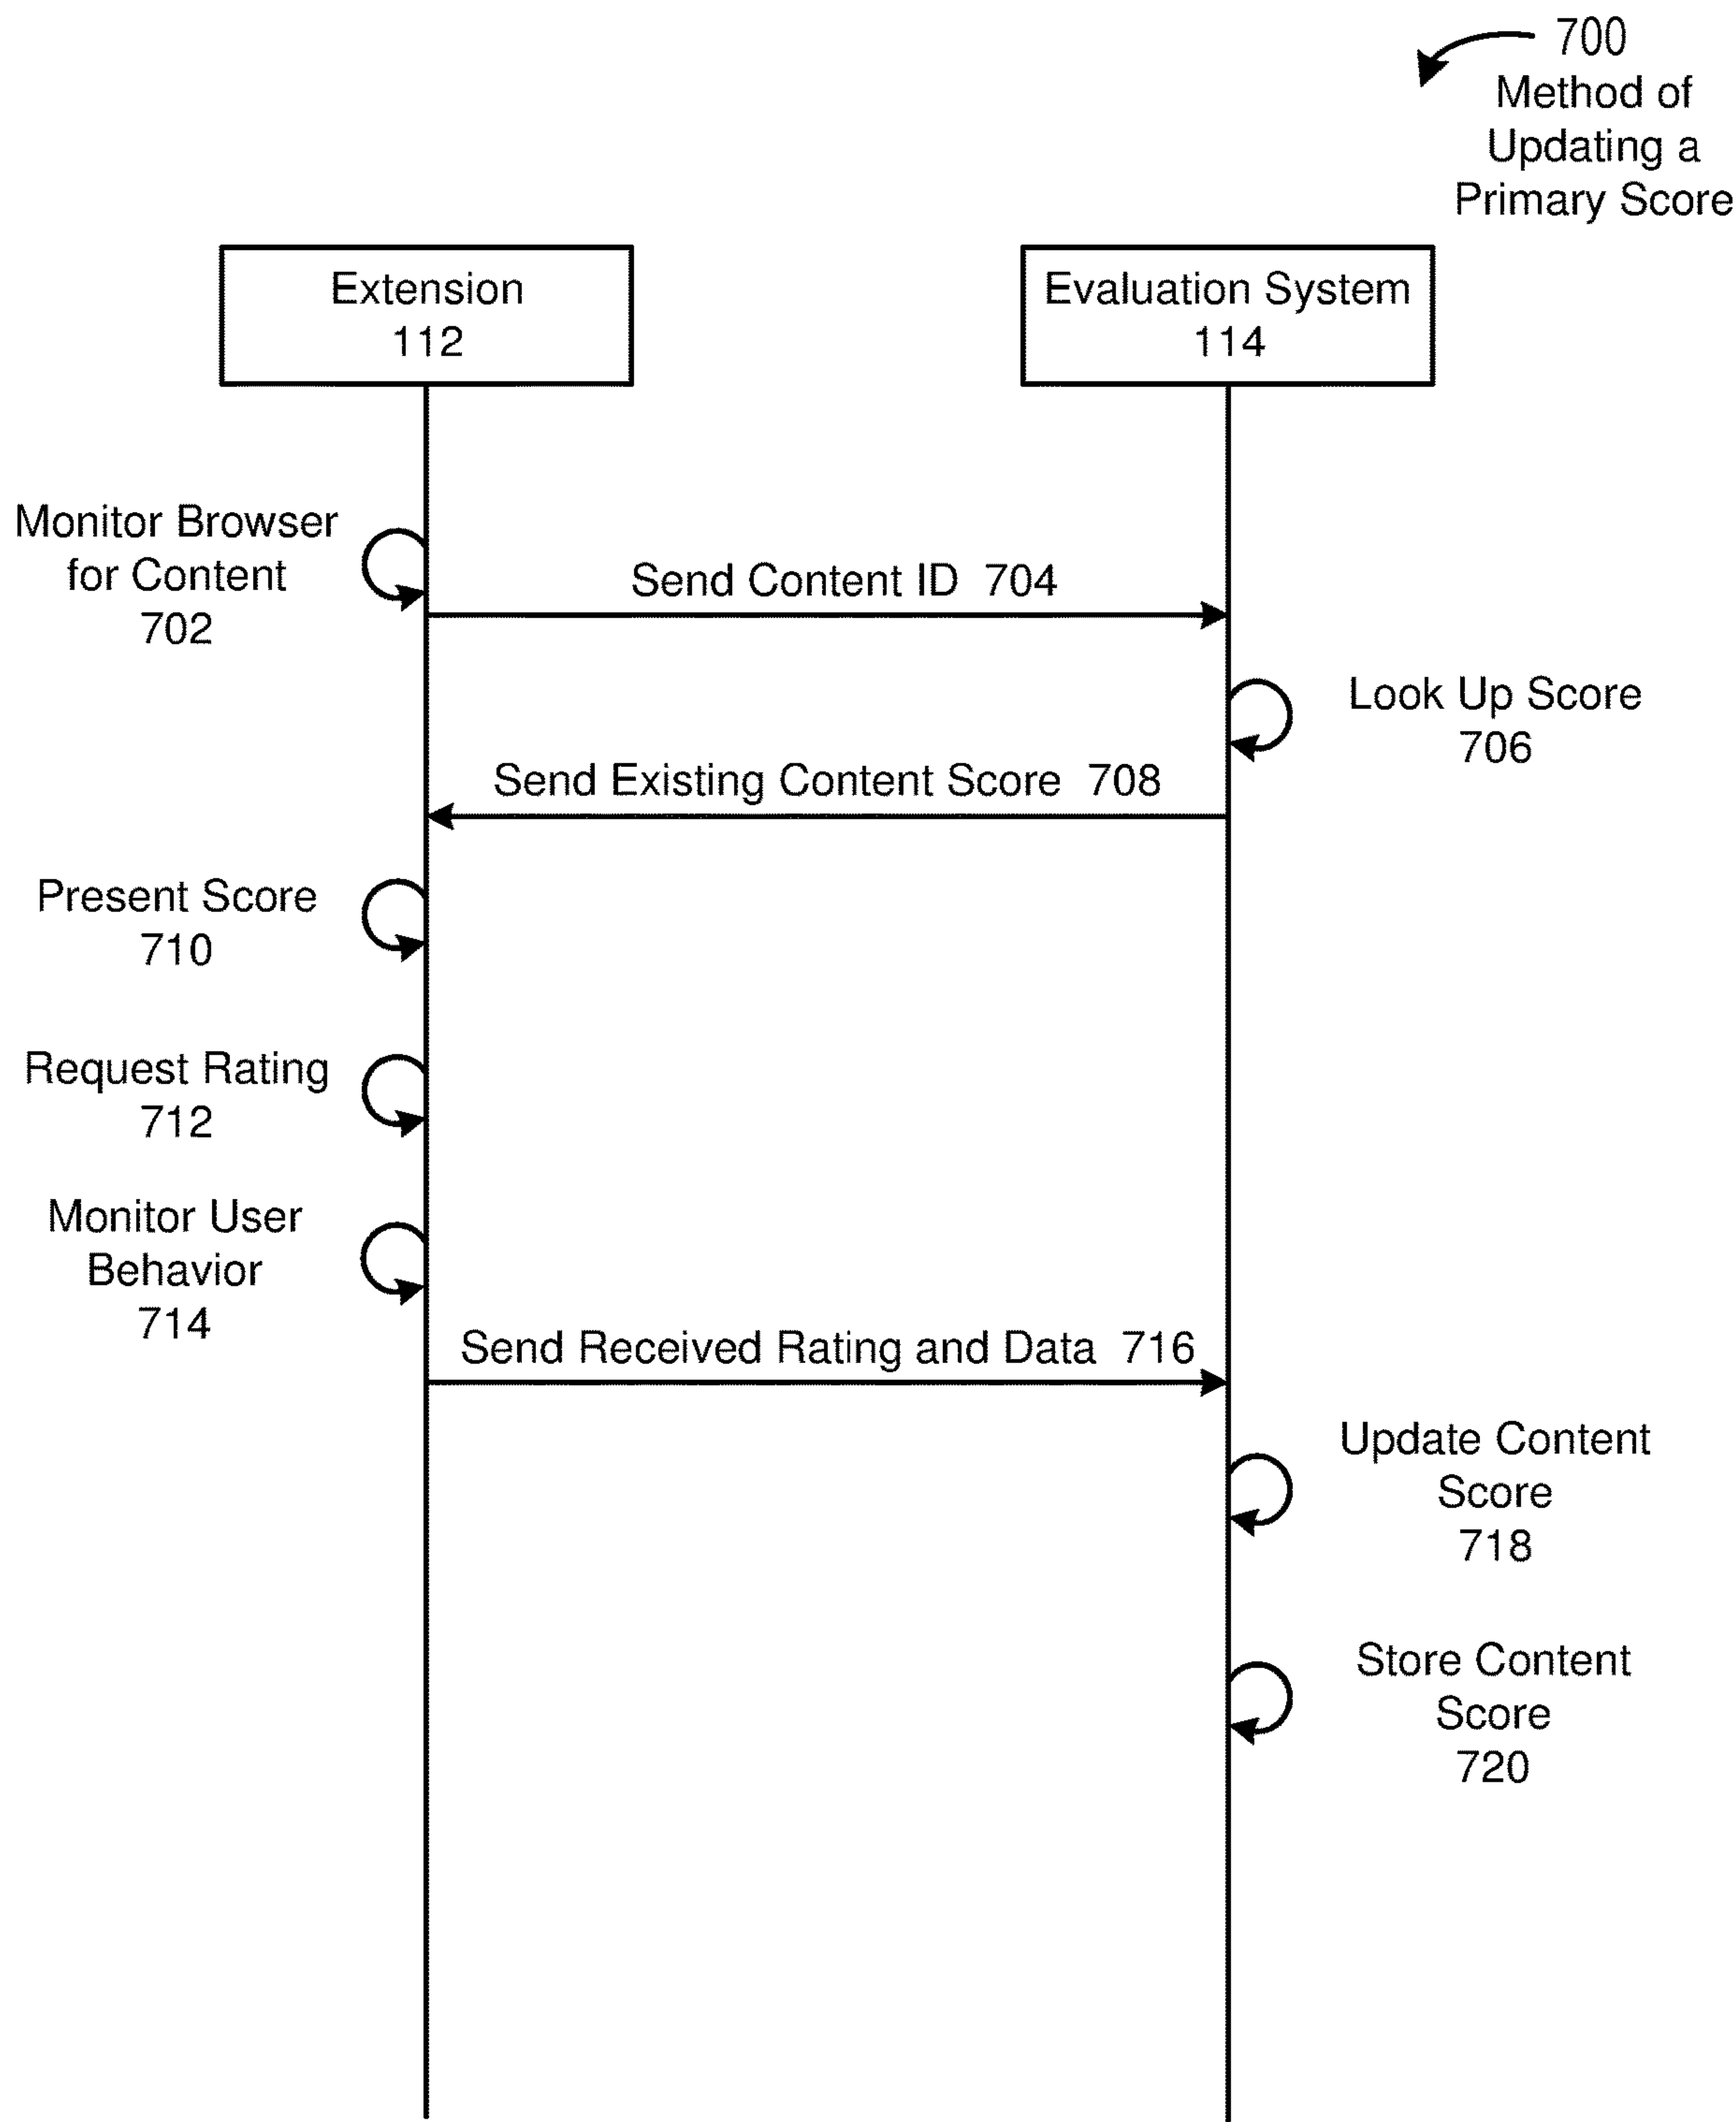 700
Method of
Updating a
Primary Score
Extension
112
Evaluation System
114
Monitor Browser
for Content
702
Send Content ID 704
Look Up Score
706
Send Existing Content Score 708
Present Score
710
Request Rating
712
Monitor User
Behavior
714
Send Received Rating and Data 716
Update Content
Score
718
Store Content
Score
720